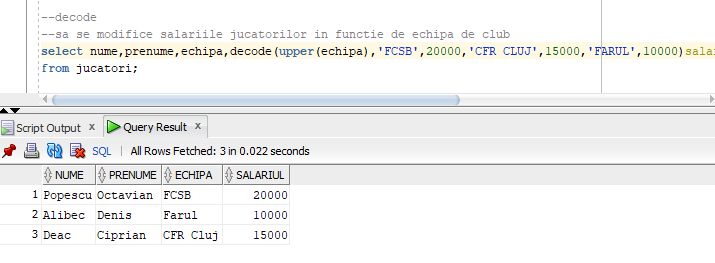 --decode
--sa se modifice salariile jucatorilor in functie de echipa de club
select nume,prenume,echipa,decode(upper(echipa),'FCSB',20000,'CFR CLUJ',15000,'FARUL',10000)salar
from jucatori;
Script Output x Query Result x
SQL | All Rows Fetched: 3 in 0.022 seconds
NUME PRENUME ECHIPA SALARIUL
1 Popescu Octavian FCSB 20000
2 Alibec Denis Farul 10000
3 Deac Ciprian CFR Cluj 15000